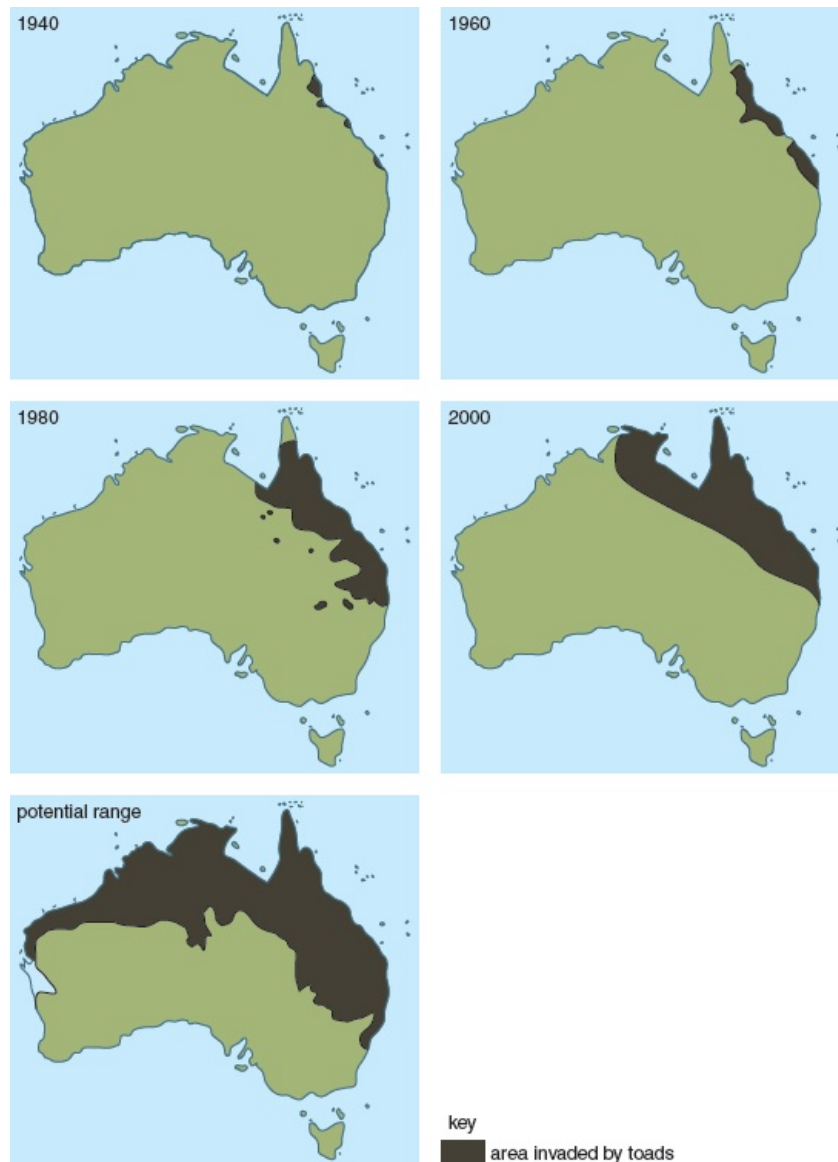 1940
1960
1980
2000
potential range
key
area invaded by toads